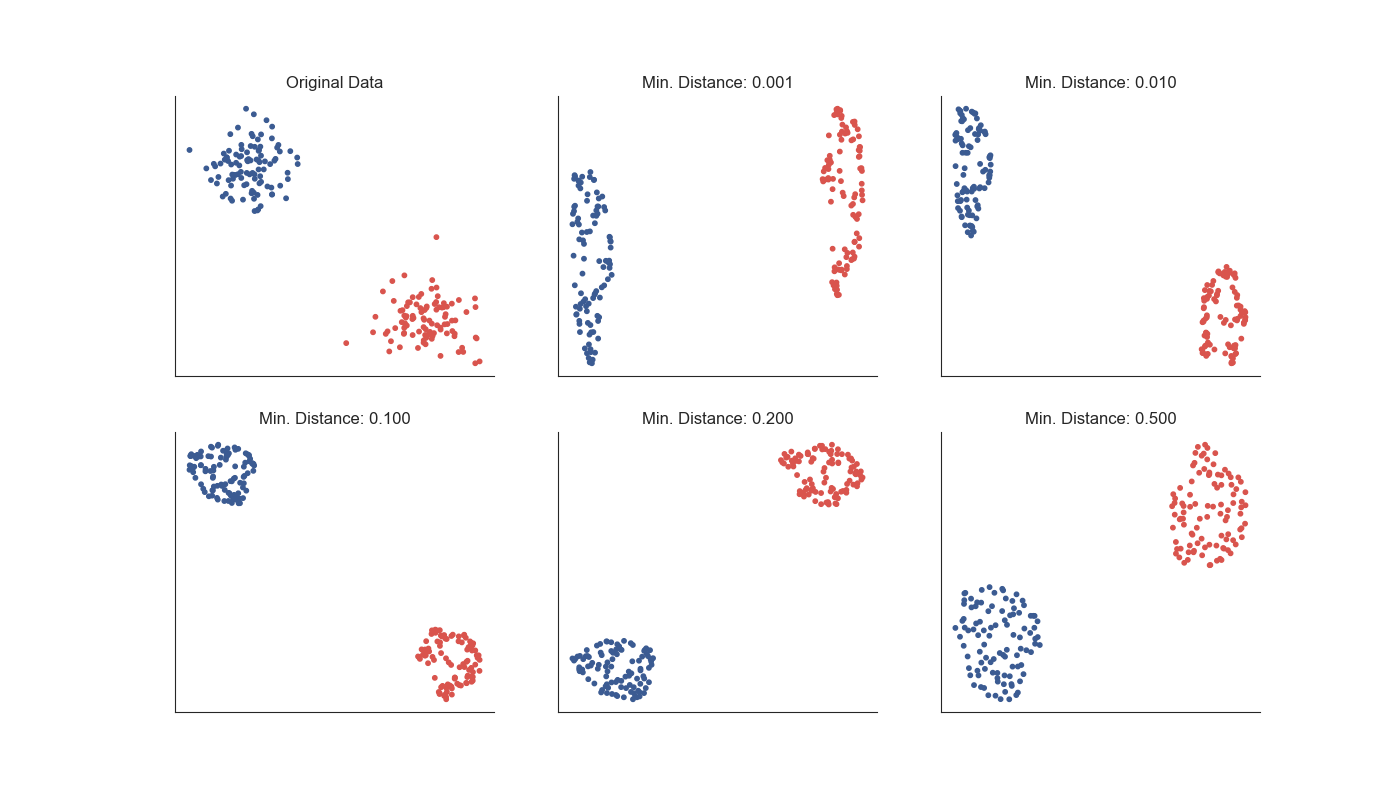 Original Data
Min. Distance: 0.001
Min. Distance: 0.010
Min. Distance: 0.100
Min. Distance: 0.200
Min. Distance: 0.500